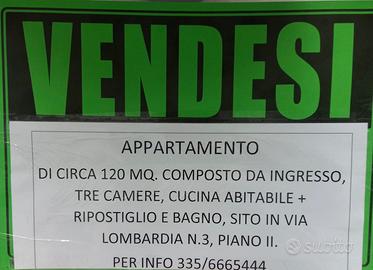 VENDESI
APPARTAMENTO
DI CIRCA 120 MQ. COMPOSTO DA INGRESSO,
TRE CAMERE, CUCINA ABITABILE +
RIPOSTIGLIO E BAGNO, SITO IN VIA
LOMBARDIA N.3, PIANO II.
PER INFO 335/6665444
subito